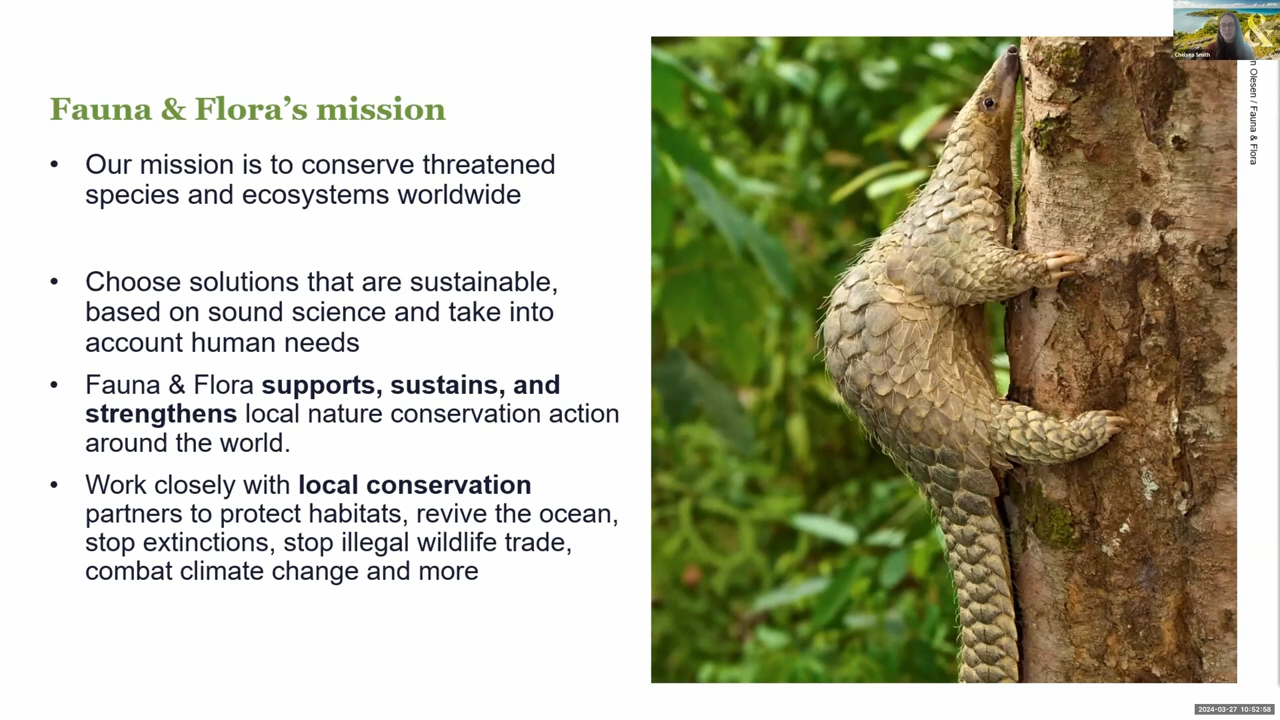 Fauna & Flora’s mission
• Our mission is to conserve threatened
species and ecosystems worldwide
• Choose solutions that are sustainable,
based on sound science and take into
account human needs
• Fauna & Flora supports, sustains, and
strengthens local nature conservation action
around the world.
• Work closely with local conservation
partners to protect habitats, revive the ocean,
stop extinctions, stop illegal wildlife trade,
combat climate change and more
&
Chelsea Smith
Olesen / Fauna & Flora
2024-03-27 10:52:58